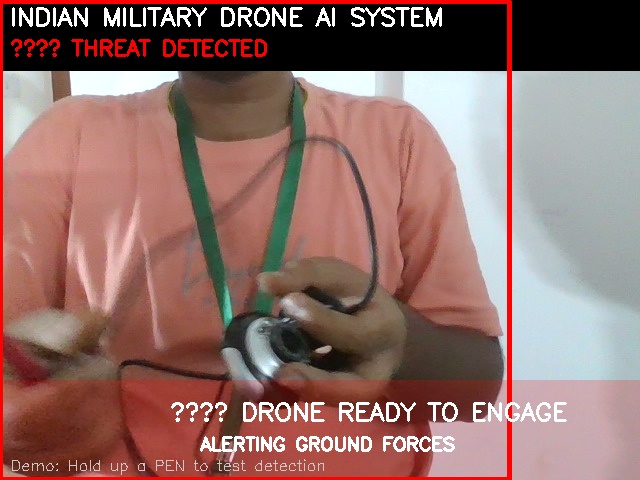 INDIAN MILITARY DRONE AI SYSTEM
???? THREAT DETECTED
???? DRONE READY TO ENGAGE
ALERTING GROUND FORCES
Demo: Hold up a PEN to test detection